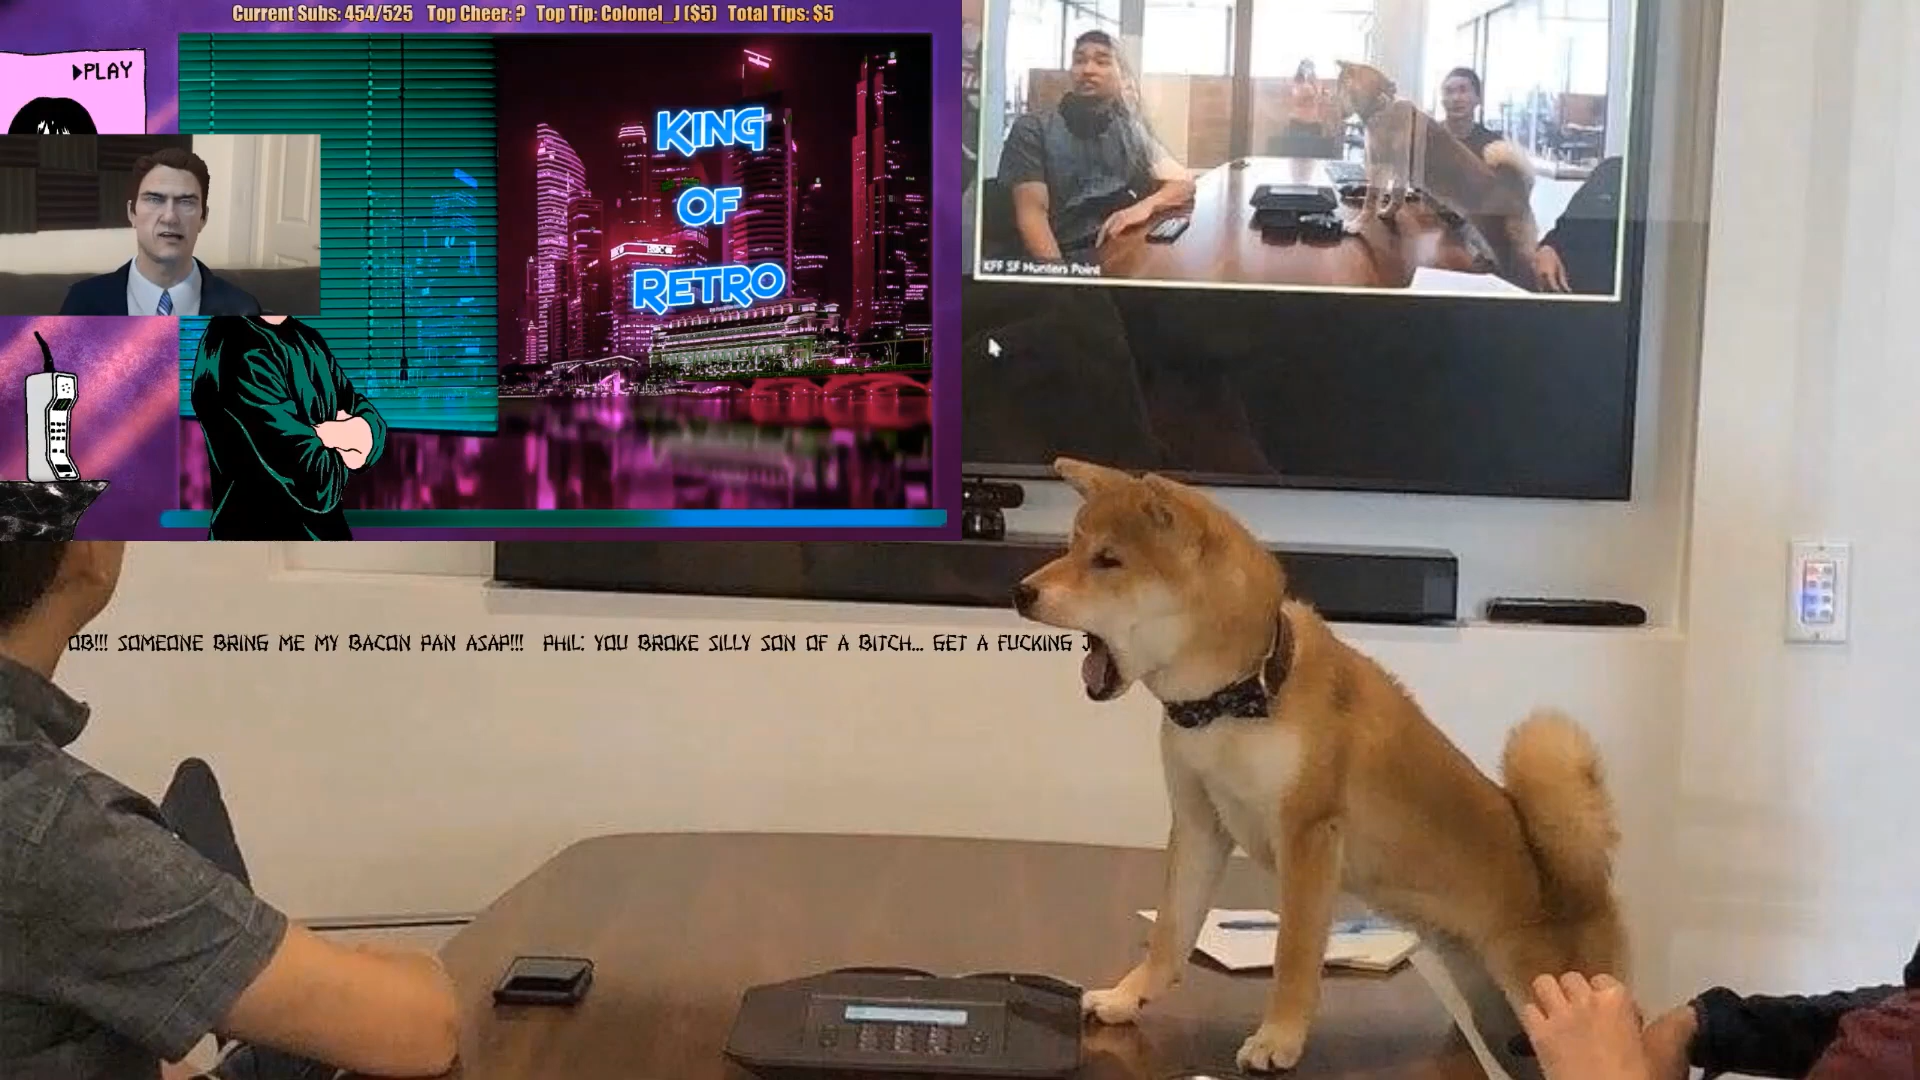 Current Subs: 454/525 Top Cheer: ? Top Tip: Colonel_J ($5) Total Tips: $5
PLAY
KING
OF
RETRO
KFF SF Hunters Point
OB!!! SOMEONE BRING ME MY BACON PAN ASAP!!! PHIL: YOU BROKE SILLY SON OF A BITCH... GET A FUCKING J